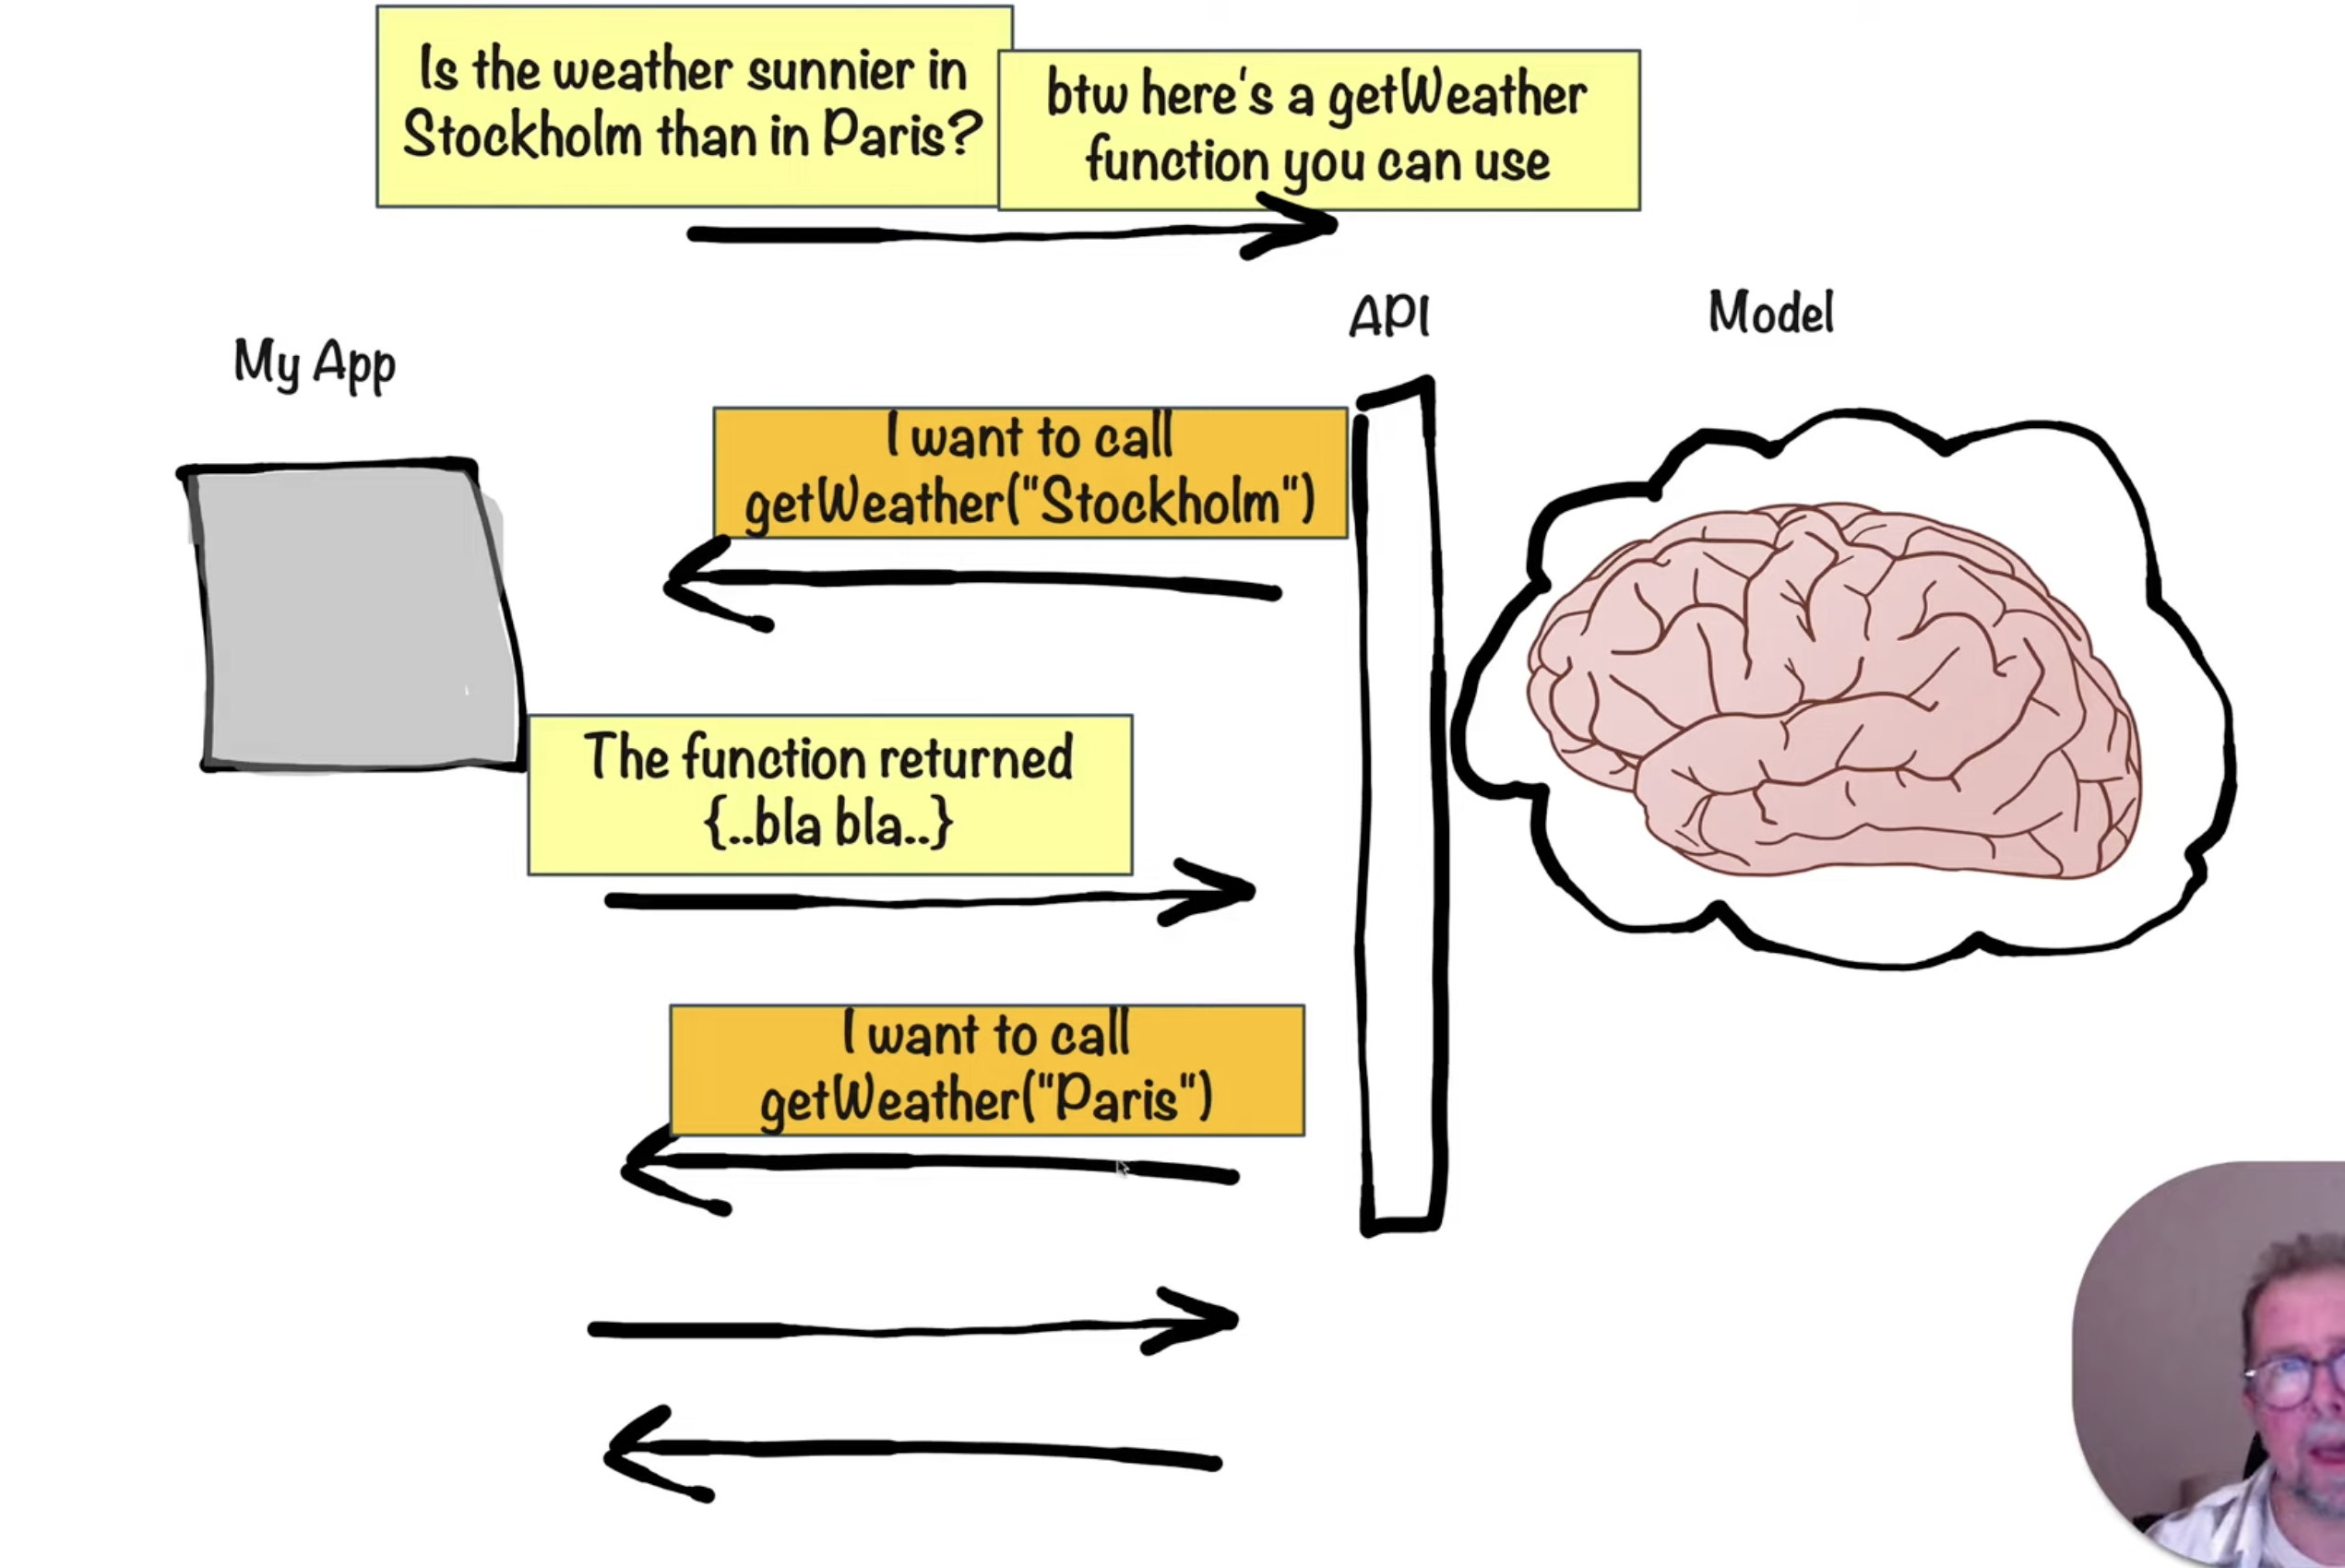 Is the weather sunnier in
Stockholm than in Paris?
btw here's a getWeather
function you can use
API
Model
My App
I want to call
getWeather("Stockholm")
The function returned
{..bla bla..}
I want to call
getWeather("Paris")